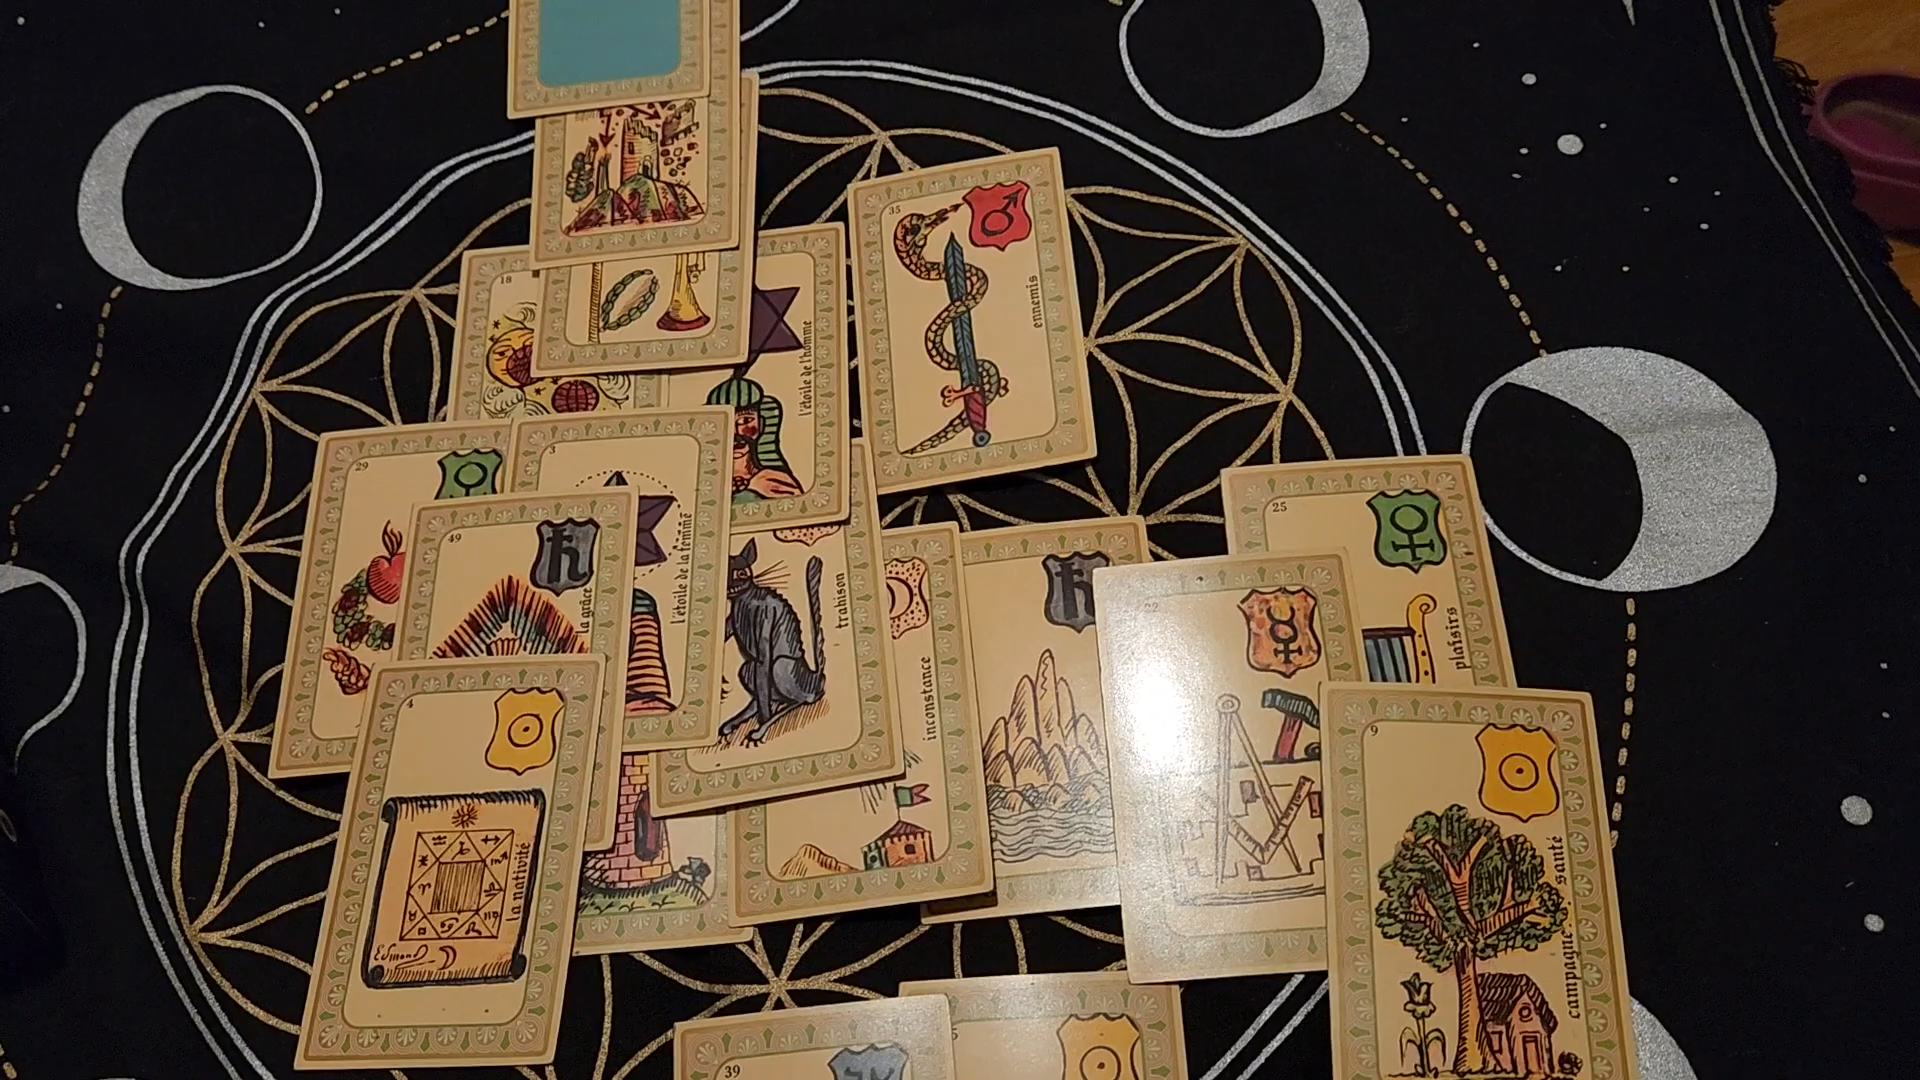 35
ennemis
18
l'étoile de l'homme
29
3
l'étoile de la femme
49
la grâce
trahison
inconstance
25
plaisirs
22
4
la nativité
Edmond
9
campagne : santé
39